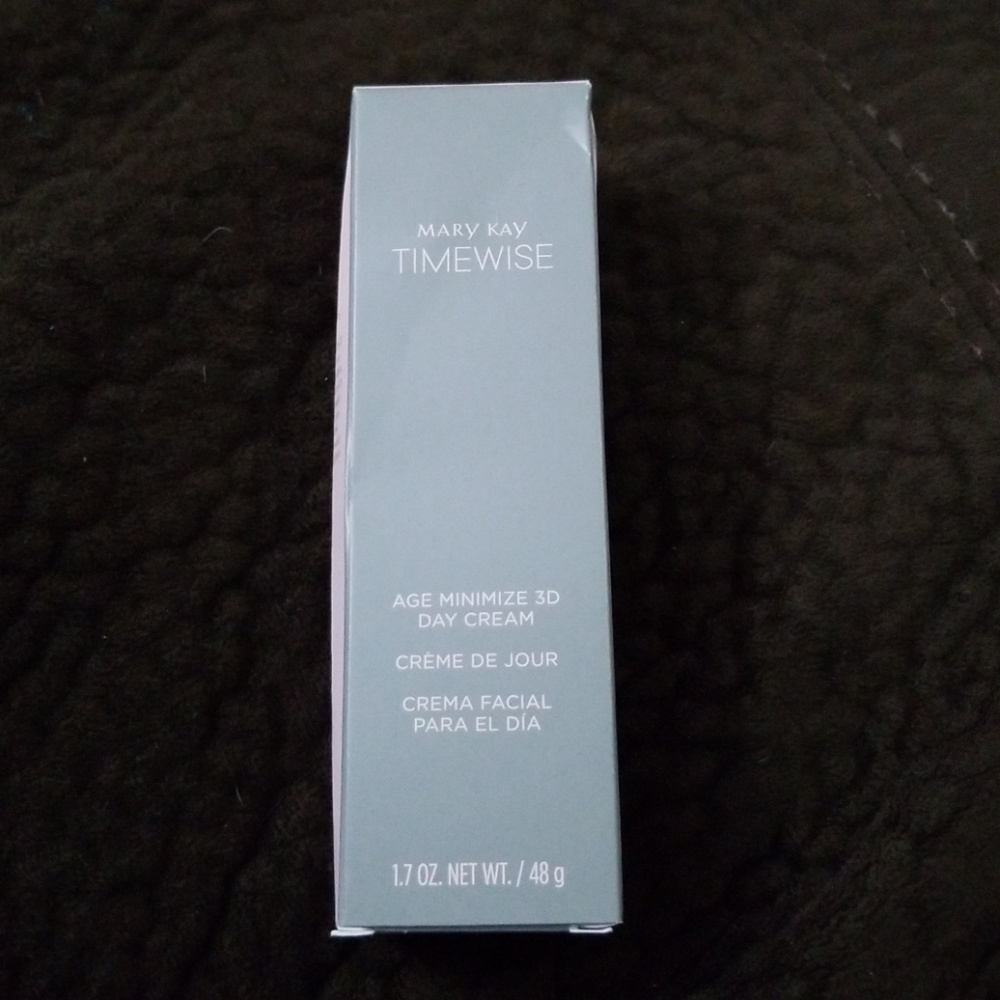 MARY KAY
TIMEWISE
AGE MINIMIZE 3D
DAY CREAM
CRÈME DE JOUR
CREMA FACIAL
PARA EL DÍA
1.7 OZ. NET WT. / 48 g